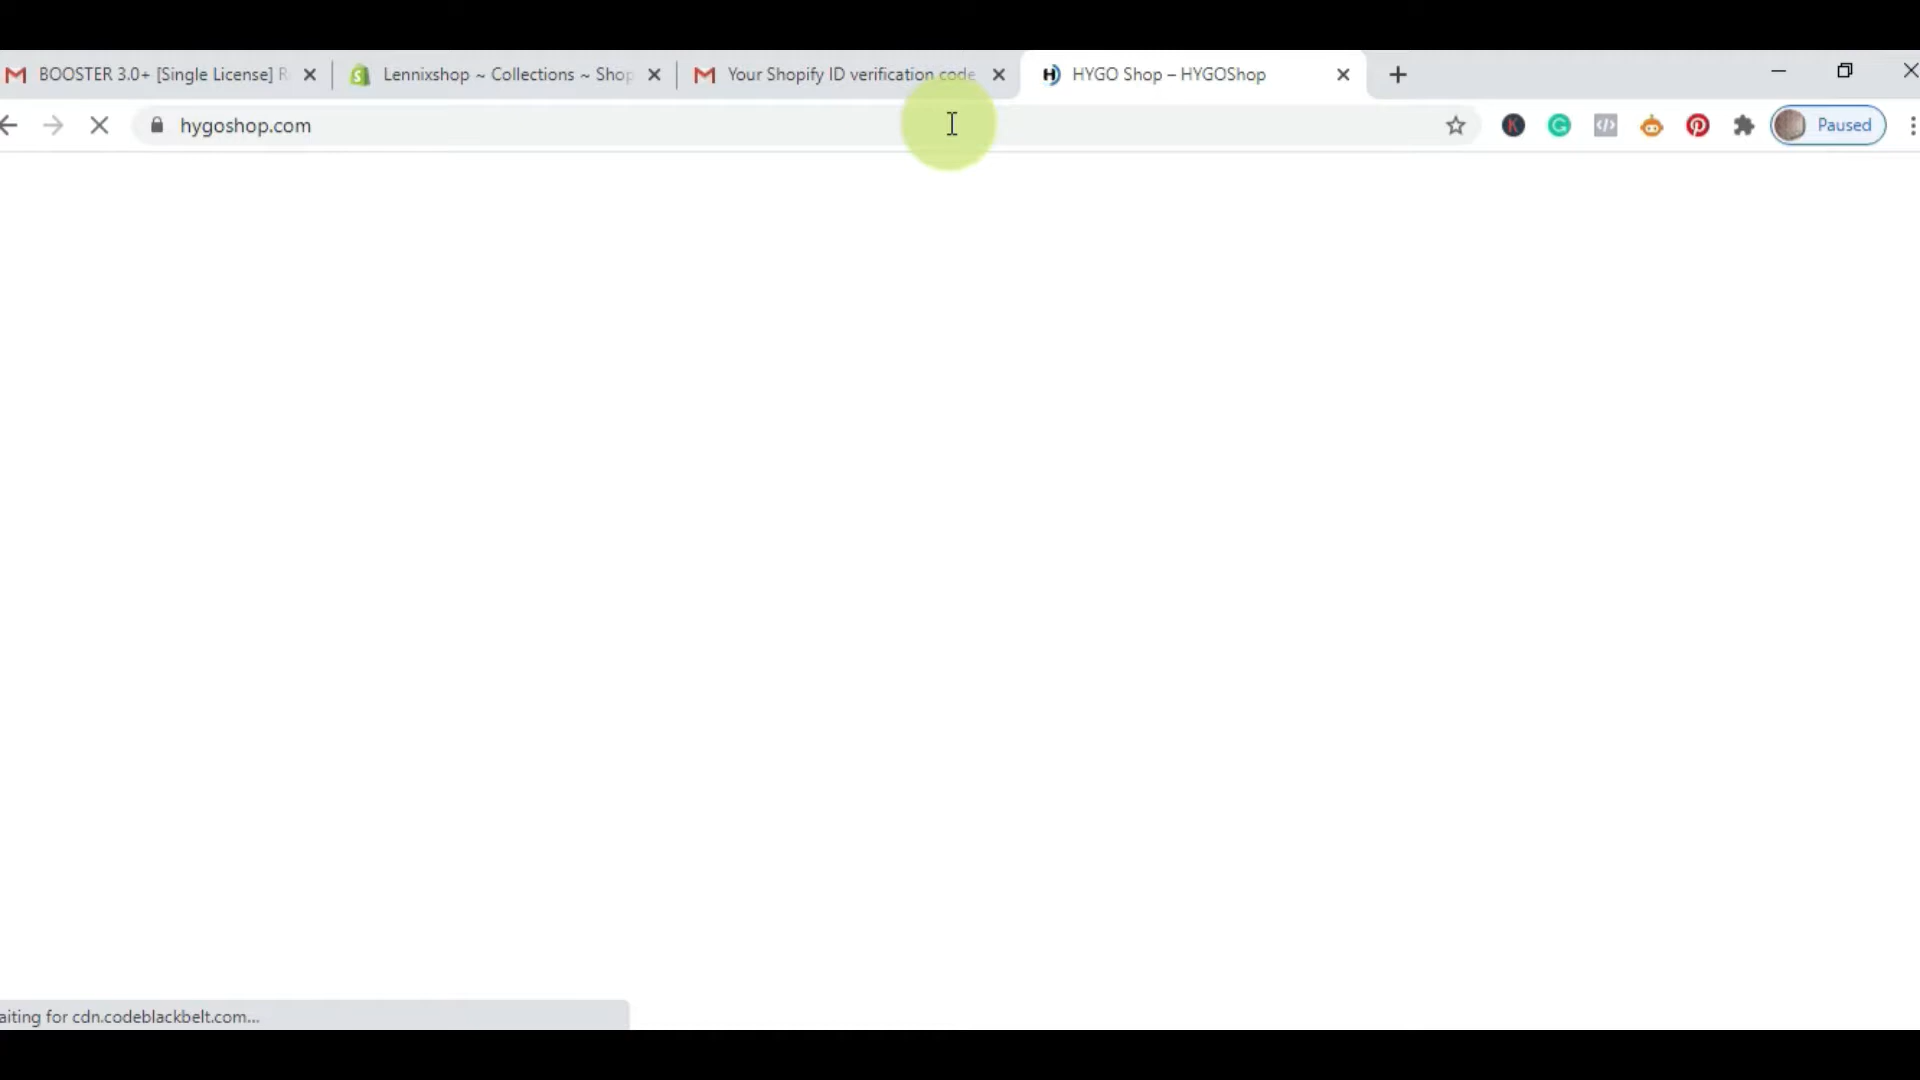 BOOSTER 3.0+ [Single License] R
Lennixshop ~ Collections ~ Shop
Your Shopify ID verification code
HYGO Shop – HYGOShop
hygoshop.com
Paused
aiting for cdn.codeblackbelt.com...